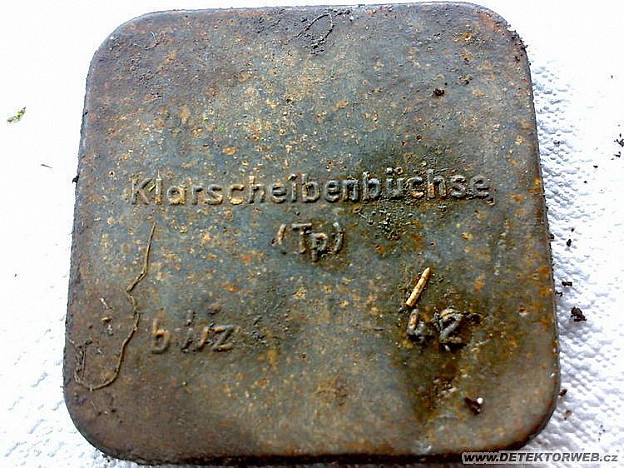 Klarscheibenbüchse
(Tp)
bwz 42
www.DETEKTORWEB.cz